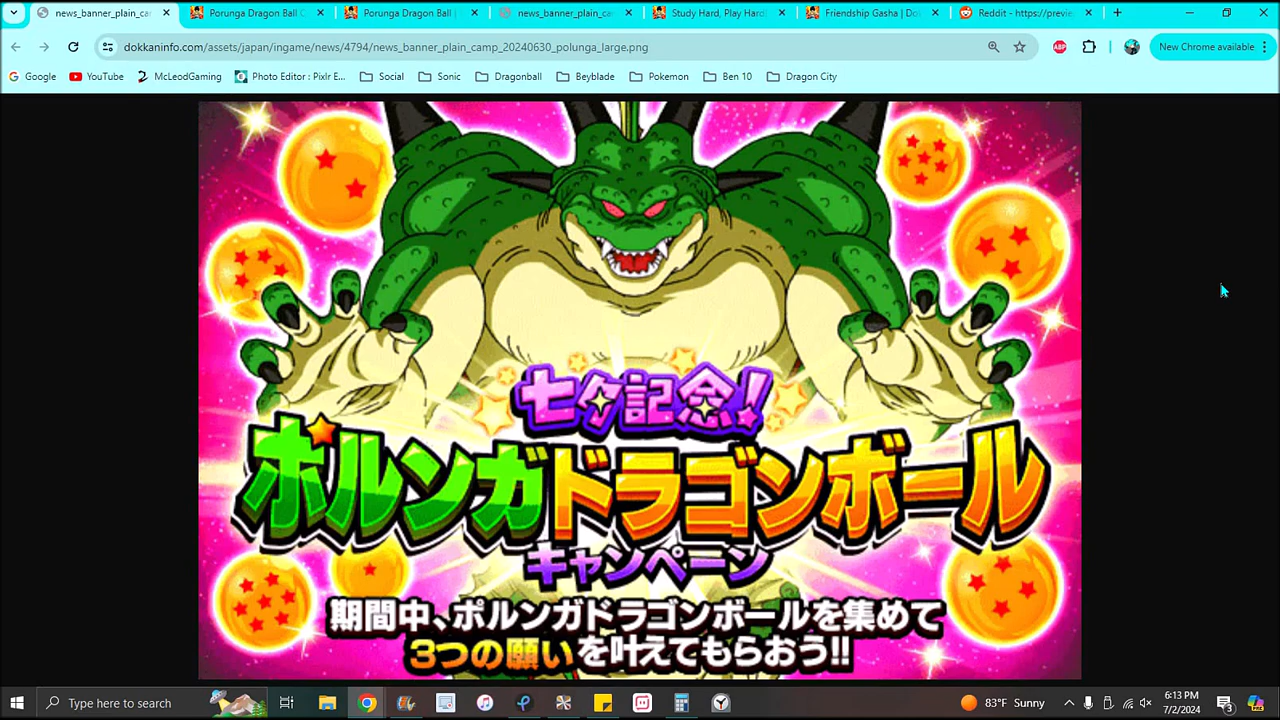 news_banner_plain_camp_20240630
Porunga Dragon Ball C
Porunga Dragon Ball |
news_banner_plain_ca
Study Hard, Play Hard
Friendship Gasha | Do
Reddit - https://previe
dokkaninfo.com/assets/japan/ingame/news/4794/news_banner_plain_camp_20240630_polunga_large.png
ABP
New Chrome available
Google
YouTube
McLeodGaming
Photo Editor : Pixlr E...
Social
Sonic
Dragonball
Beyblade
Pokemon
Ben 10
Dragon City
七夕記念!
ポルンガドラゴンボール
キャンペーン
期間中、ポルンガドラゴンボールを集めて
3つの願いを叶えてもらおう!!
Type here to search
83°F Sunny
6:13 PM
7/2/2024
3